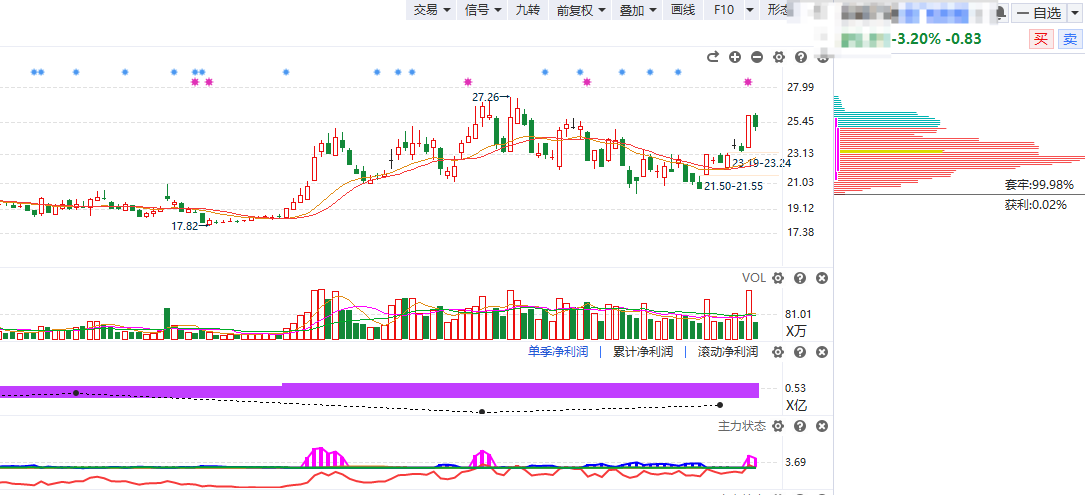 交易 信号 九转 前复权 叠加 画线 F10 形态
一 自选
-3.20% -0.83
买 卖
27.26
27.99
25.45
23.13
23.19-23.24
21.03
21.50-21.55
19.12
17.82
17.38
套牢:99.98%
获利:0.02%
VOL
81.01
X万
单季净利润 | 累计净利润 | 滚动净利润
0.53
X亿
主力状态
3.69